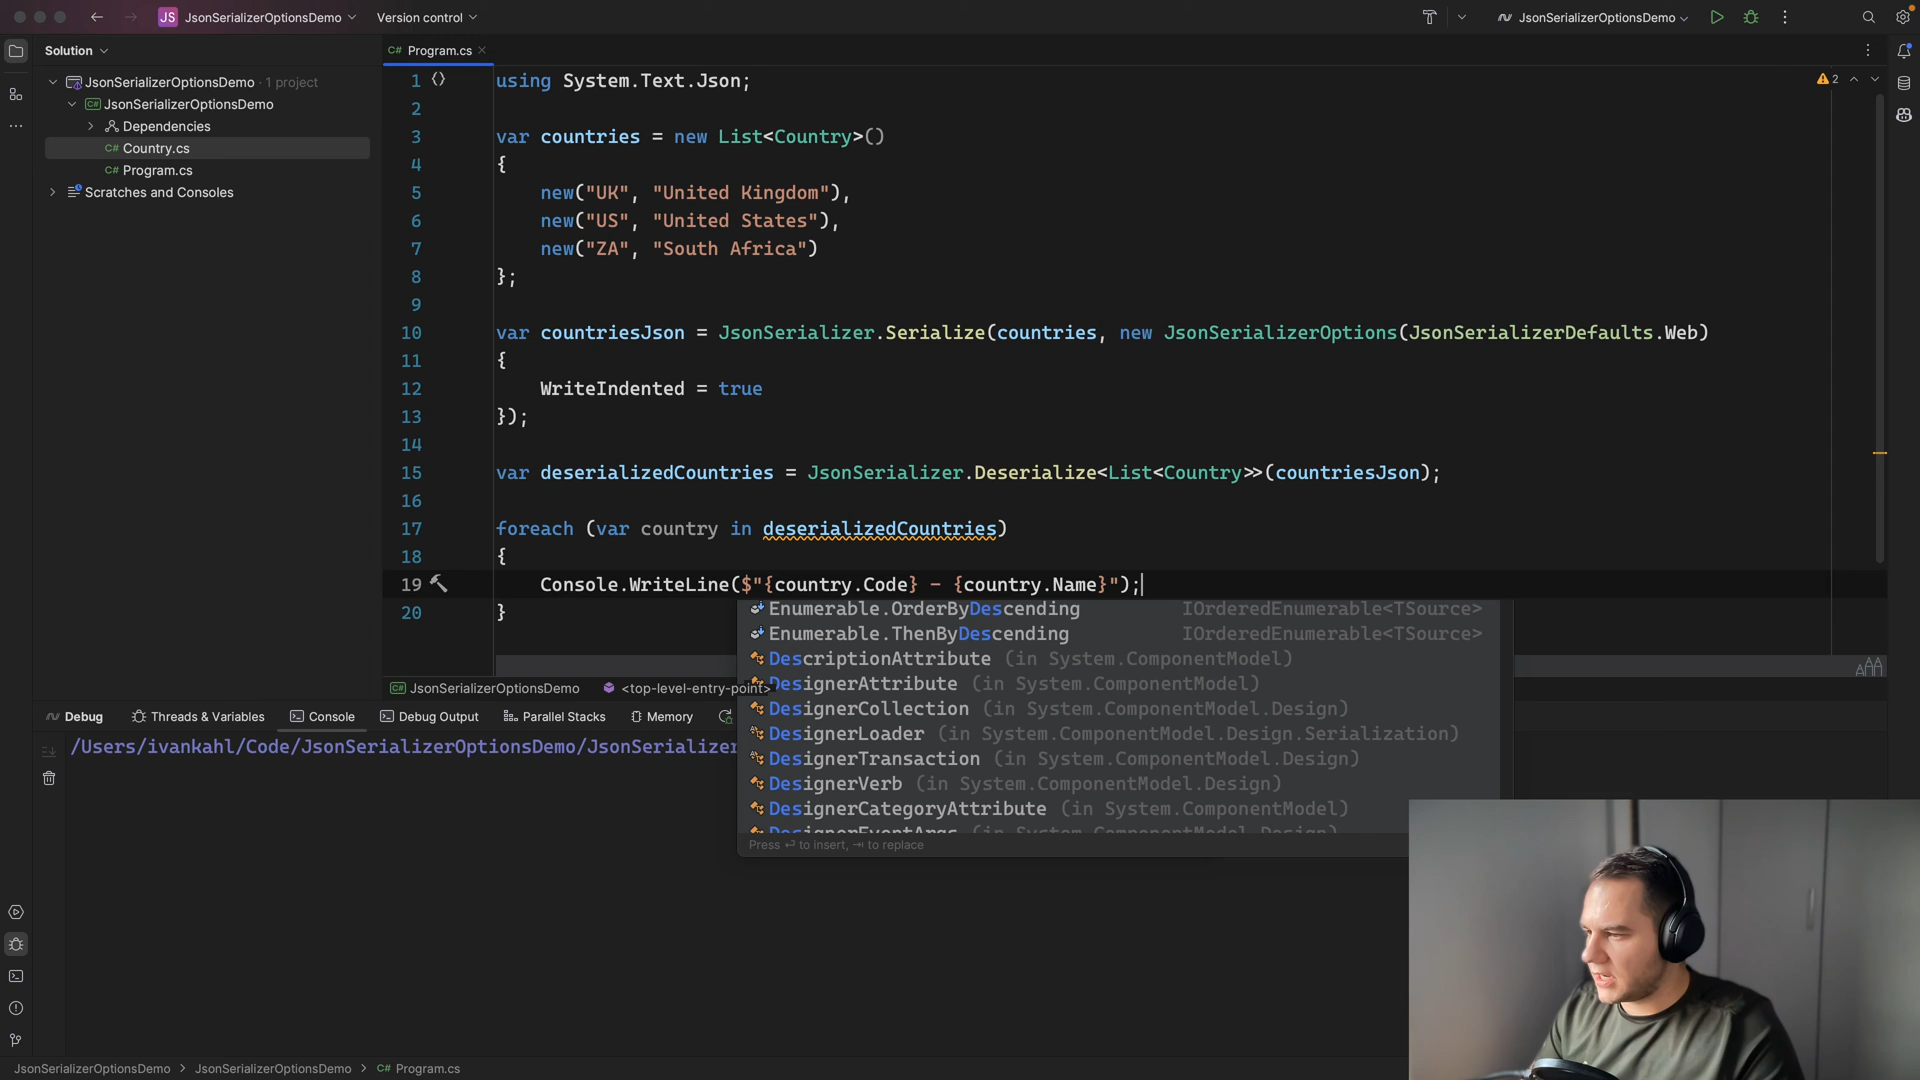 JS JsonSerializerOptionsDemo Version control JsonSerializerOptionsDemo
Solution
C# Program.cs
JsonSerializerOptionsDemo · 1 project
C# JsonSerializerOptionsDemo
Dependencies
C# Country.cs
C# Program.cs
Scratches and Consoles
2
1 using System.Text.Json;
2
3 var countries = new List<Country>()
4 {
5 new("UK", "United Kingdom"),
6 new("US", "United States"),
7 new("ZA", "South Africa")
8 };
9
10 var countriesJson = JsonSerializer.Serialize(countries, new JsonSerializerOptions(JsonSerializerDefaults.Web)
11 {
12 WriteIndented = true
13 });
14
15 var deserializedCountries = JsonSerializer.Deserialize<List<Country>>(countriesJson);
16
17 foreach (var country in deserializedCountries)
18 {
19 Console.WriteLine($"{country.Code} - {country.Name}");
20 }
Enumerable.OrderByDescending IOrderedEnumerable<TSource>
Enumerable.ThenByDescending IOrderedEnumerable<TSource>
DescriptionAttribute (in System.ComponentModel)
DesignerAttribute (in System.ComponentModel)
DesignerCollection (in System.ComponentModel.Design)
DesignerLoader (in System.ComponentModel.Design.Serialization)
DesignerTransaction (in System.ComponentModel.Design)
DesignerVerb (in System.ComponentModel.Design)
DesignerCategoryAttribute (in System.ComponentModel)
DesignerEventArgs (in System.ComponentModel.Design)
Press ⏎ to insert, ⇥ to replace
C# JsonSerializerOptionsDemo <top-level-entry-point>
Debug Threads & Variables Console Debug Output Parallel Stacks Memory
/Users/ivankahl/Code/JsonSerializerOptionsDemo/JsonSerializer
JsonSerializerOptionsDemo > JsonSerializerOptionsDemo > C# Program.cs